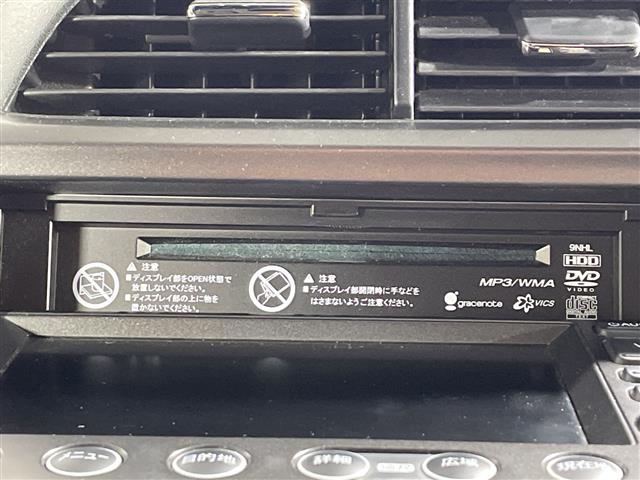 9NHL
HDD
DVD
VIDEO
MP3/WMA
gracenote
VICS
disc
TEXT
注意
■ディスプレイ部をOPEN状態で
放置しないでください。
■ディスプレイ部の上に物を
置かないでください。
注意
■ディスプレイ部開閉時に手などを
はさまないようご注意ください。
AU
メニュー
目的地
詳細
広域
現在地